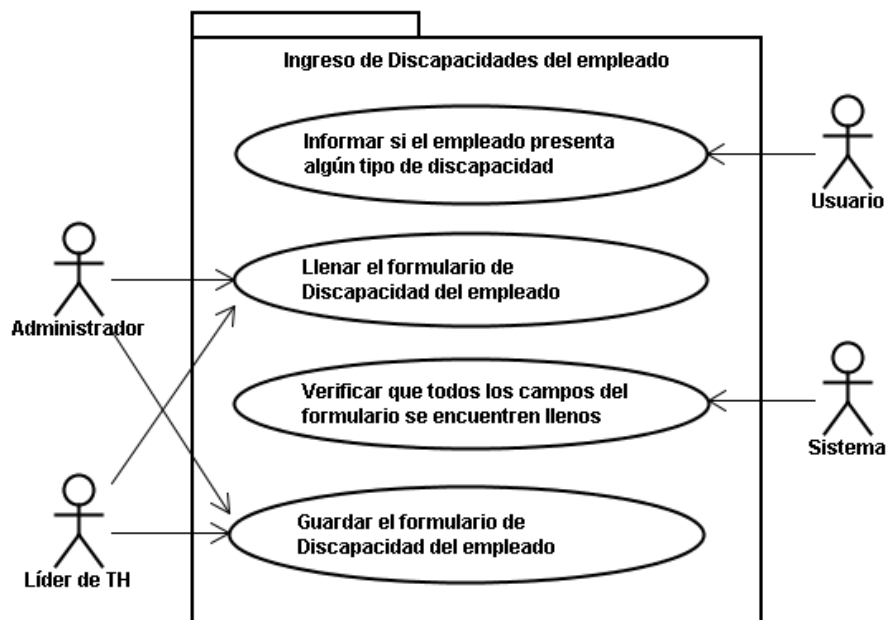 Ingreso de Discapacidades del empleado
Informar si el empleado presenta
algún tipo de discapacidad
Usuario
Llenar el formulario de
Discapacidad del empleado
Administrador
Verificar que todos los campos del
formulario se encuentren llenos
Sistema
Guardar el formulario de
Discapacidad del empleado
Líder de TH